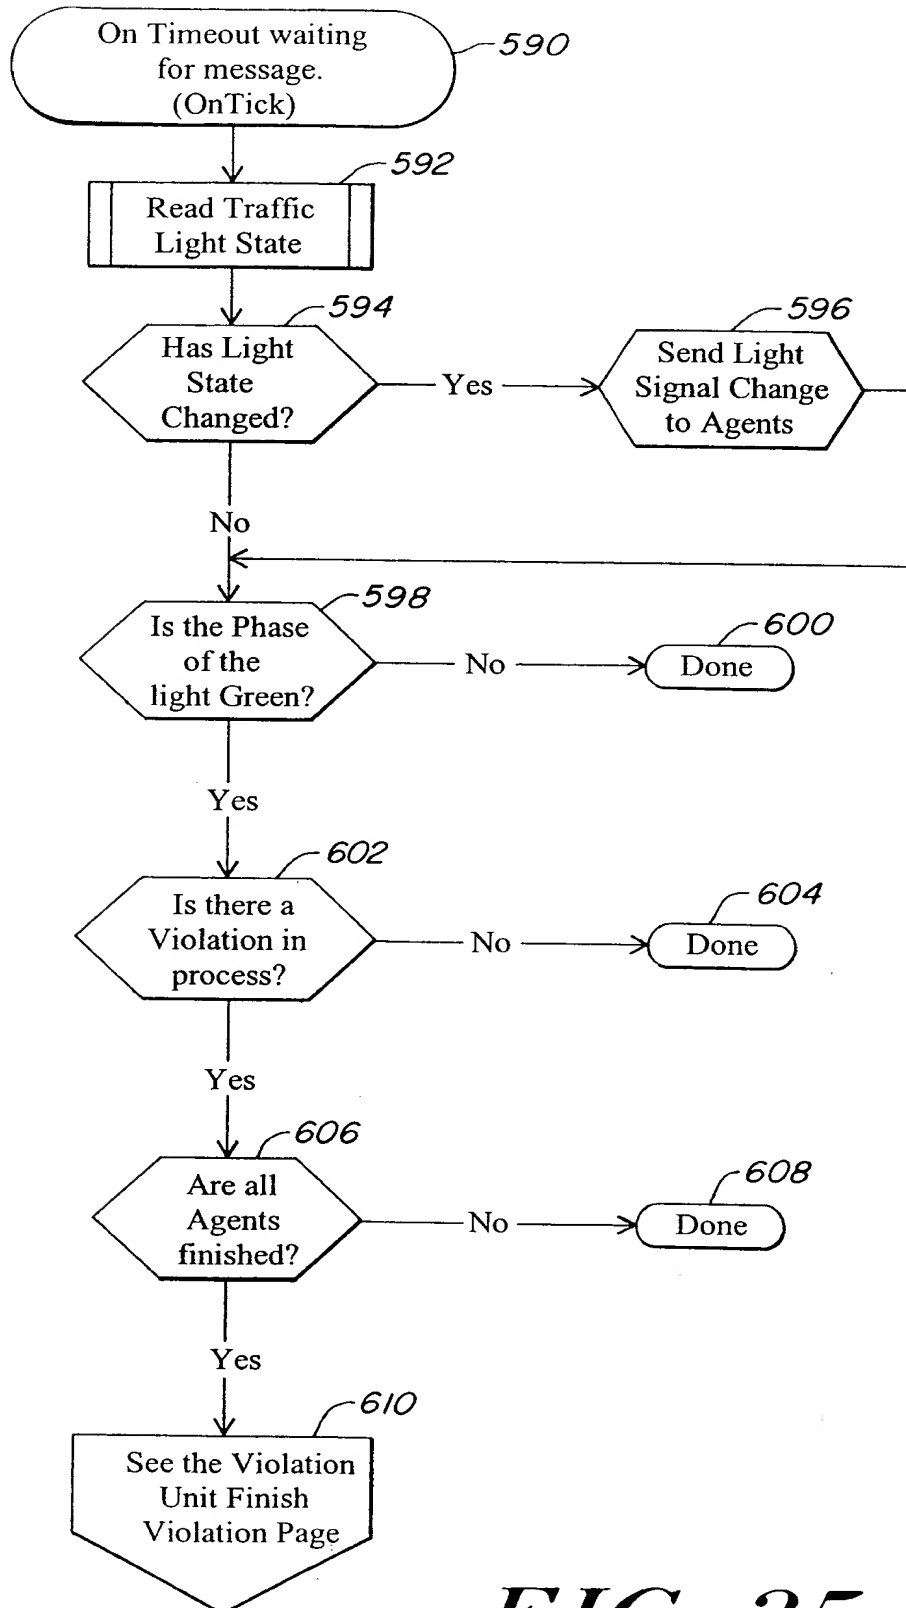 On Timeout waiting
for message.
(OnTick)
590
592
Read Traffic
Light State
594
Has Light
State
Changed?
Yes
596
Send Light
Signal Change
to Agents
No
598
Is the Phase
of the
light Green?
No
600
Done
Yes
602
Is there a
Violation in
process?
No
604
Done
Yes
606
Are all
Agents
finished?
No
608
Done
Yes
610
See the Violation
Unit Finish
Violation Page
FIG. 25